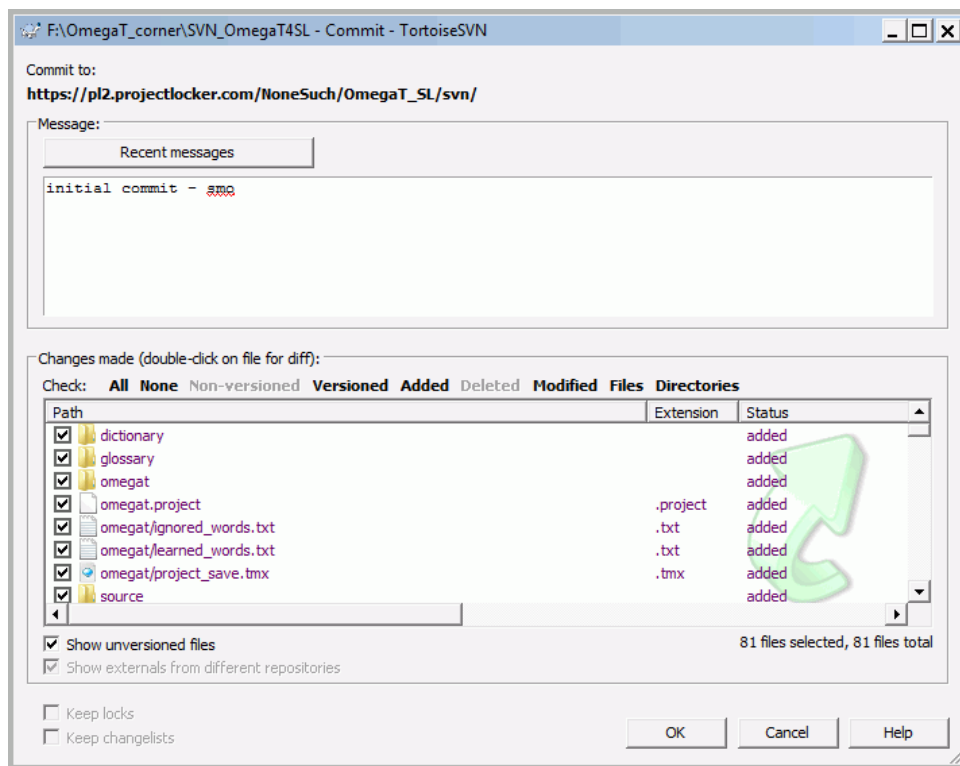 F:\OmegaT_corner\SVN_OmegaT4SL - Commit - TortoiseSVN
Commit to:
https://pl2.projectlocker.com/NoneSuch/OmegaT_SL/svn/
Message:
Recent messages
initial commit - smo
Changes made (double-click on file for diff):
Check: All None Non-versioned Versioned Added Deleted Modified Files Directories
Path Extension Status
dictionary added
glossary added
omegat added
omegat.project .project added
omegat/ignored_words.txt .txt added
omegat/learned_words.txt .txt added
omegat/project_save.tmx .tmx added
source added
Show unversioned files 81 files selected, 81 files total
Show externals from different repositories
Keep locks
Keep changelists
OK Cancel Help